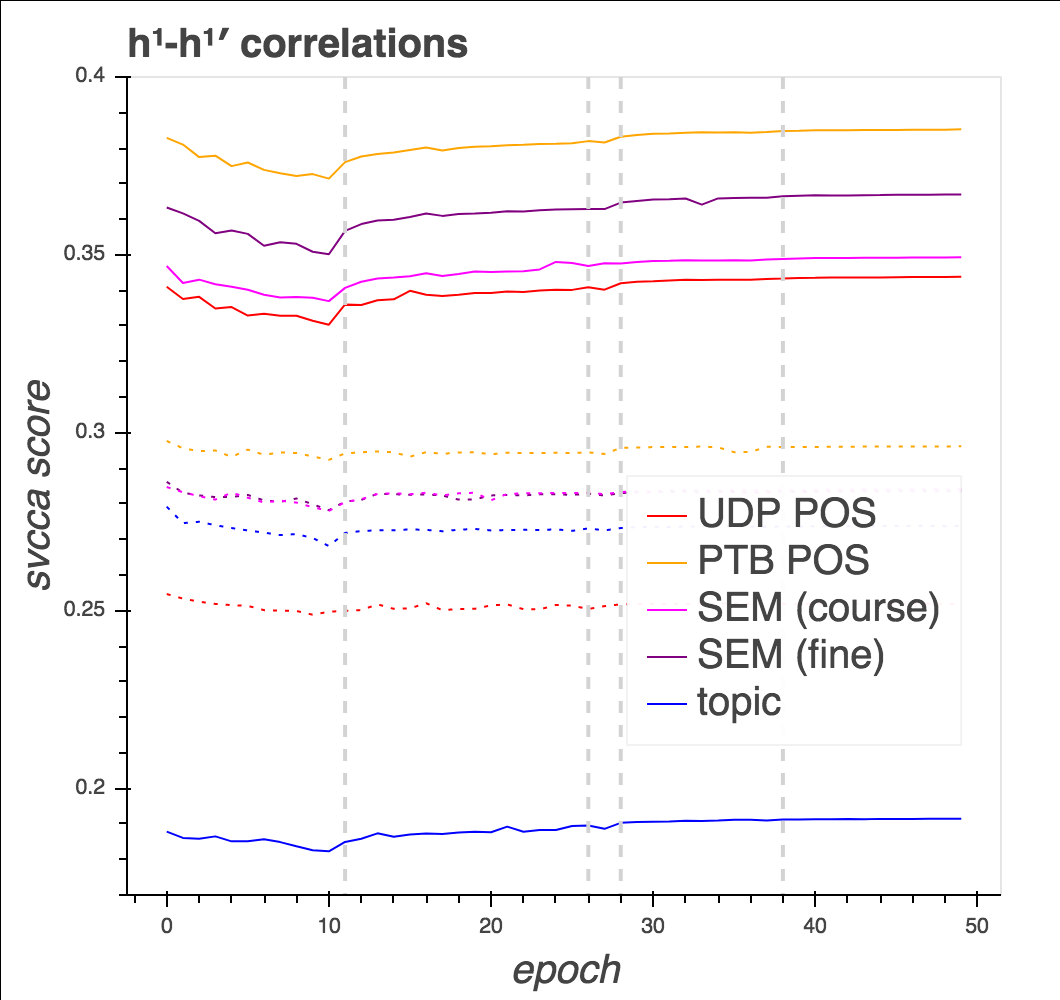 h¹-h¹′ correlations
0.4
0.35
0.3
0.25
0.2
svcca score
UDP POS
PTB POS
SEM (course)
SEM (fine)
topic
0 10 20 30 40 50
epoch